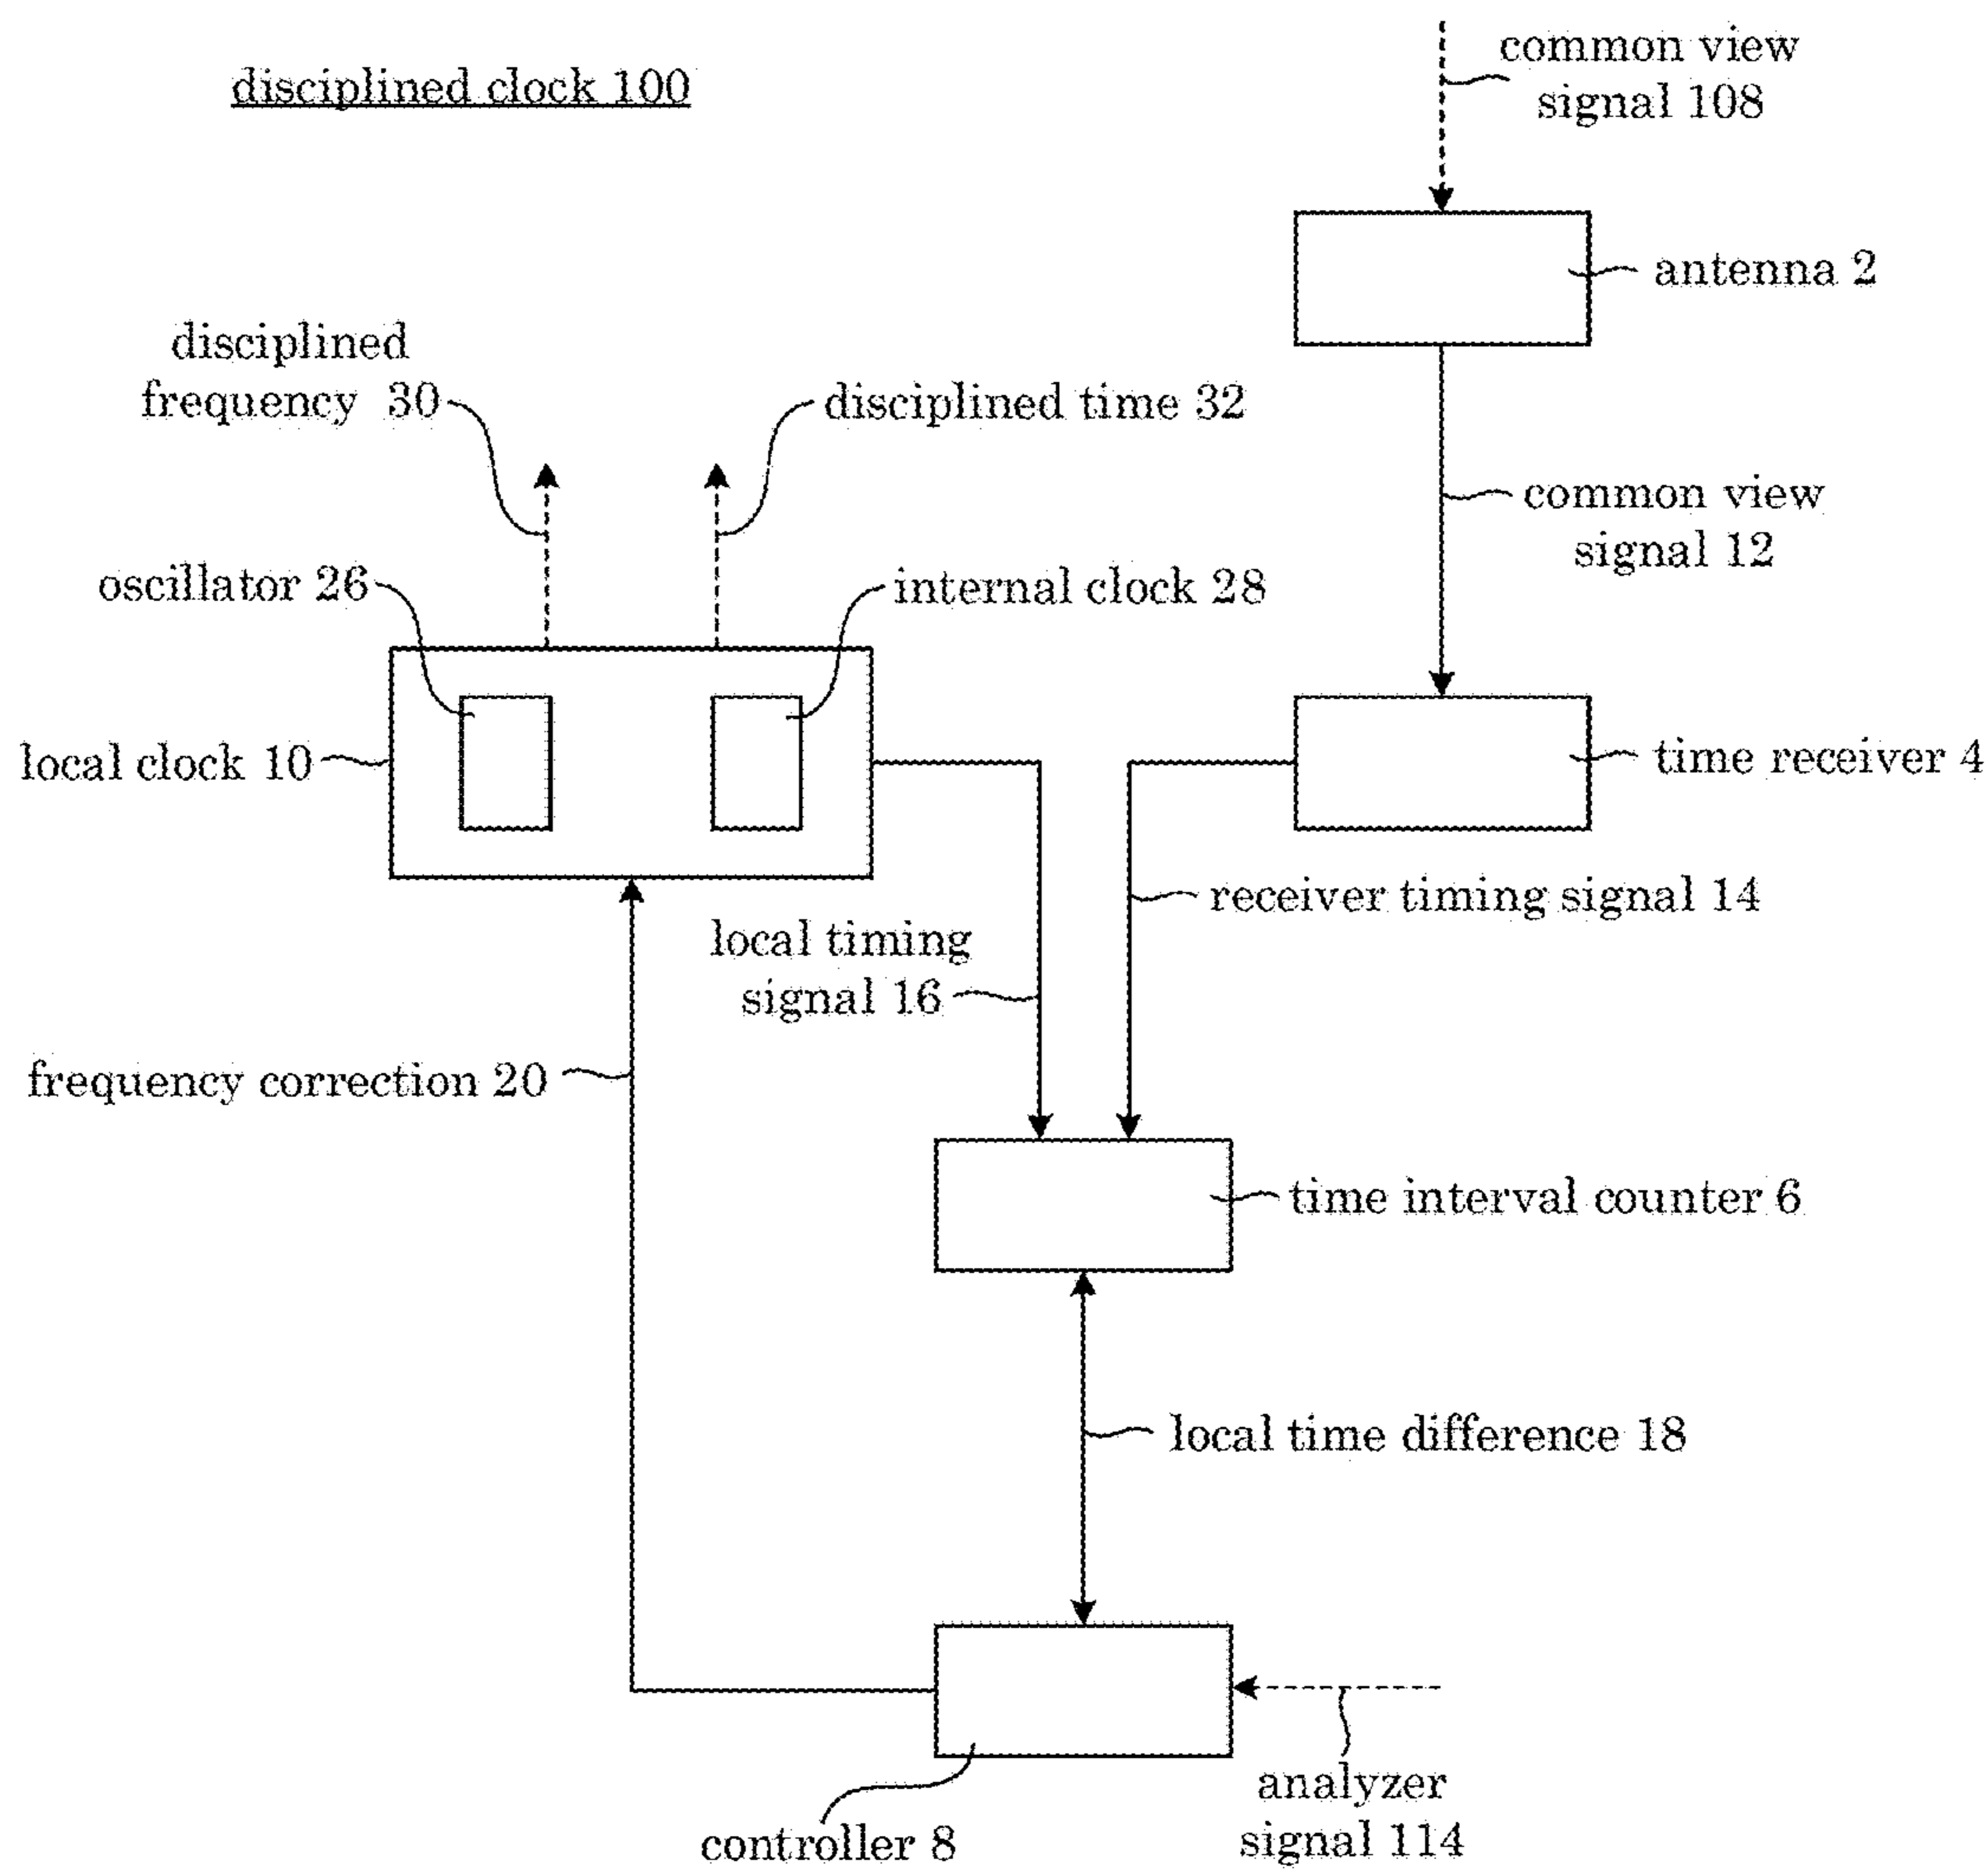 disciplined clock 100
common view
signal 108
antenna 2
disciplined
frequency 30
disciplined time 32
common view
signal 12
oscillator 26
internal clock 28
local clock 10
time receiver 4
receiver timing signal 14
local timing
signal 16
frequency correction 20
time interval counter 6
local time difference 18
analyzer
signal 114
controller 8